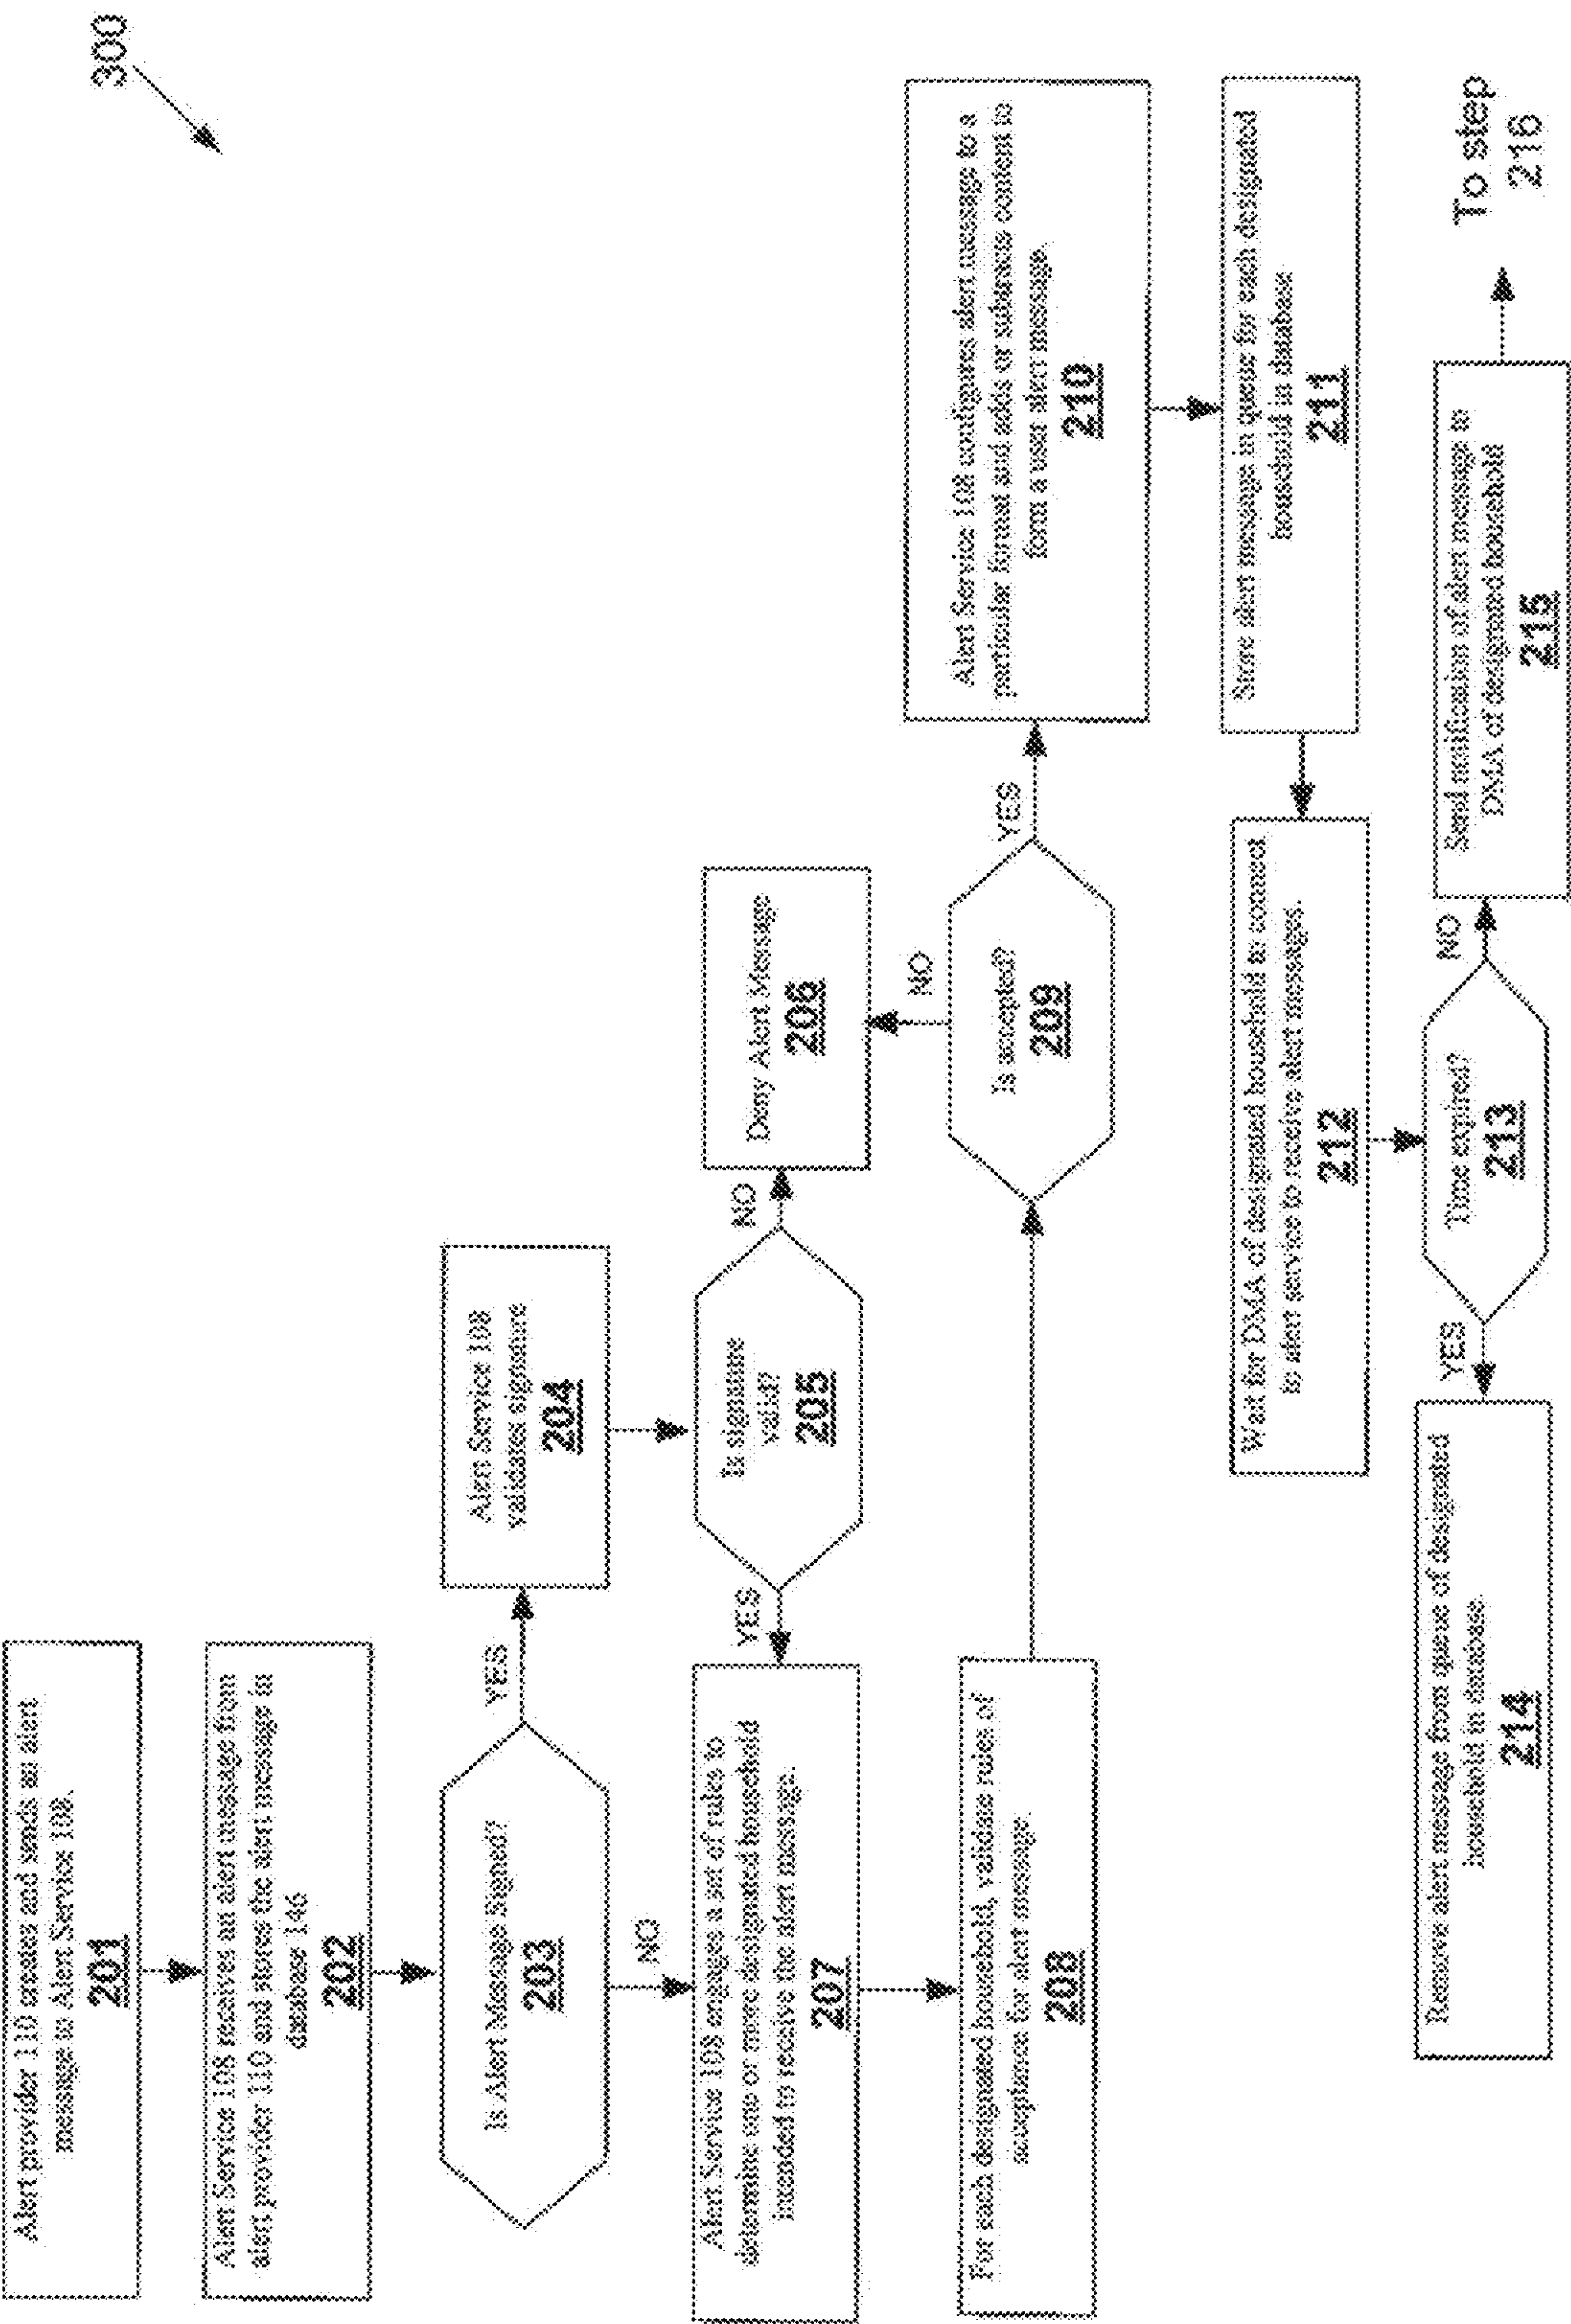 300
Alert provider 110 creates and sends an alert
message to Alert Service 108.
201
Alert Service 108 receives an alert message from
alert provider 110 and stores the alert message in
database 146
202
Is Alert Message Signed?
203
YES
NO
Alert Service 108
validates signature
204
Is signature
valid?
205
YES
NO
Deny Alert Message
206
Alert Service 108 engages a set of rules to
determine one or more designated household
intended to receive the alert message.
207
For each designated household, validate rules of
acceptance for alert message.
208
Is accepted?
209
NO
YES
Alert Service 108 configures alert message to a
particular format and adds or subtracts content to
form a user alert message.
210
Store alert message in queue for each designated
household in database
211
Wait for DMA of designated household to connect
to alert service to receive alert messages.
212
Time expired?
213
YES
NO
Remove alert message from queue of designated
household in database.
214
Send notification of alert message to
DMA of designated household
215
To step
216